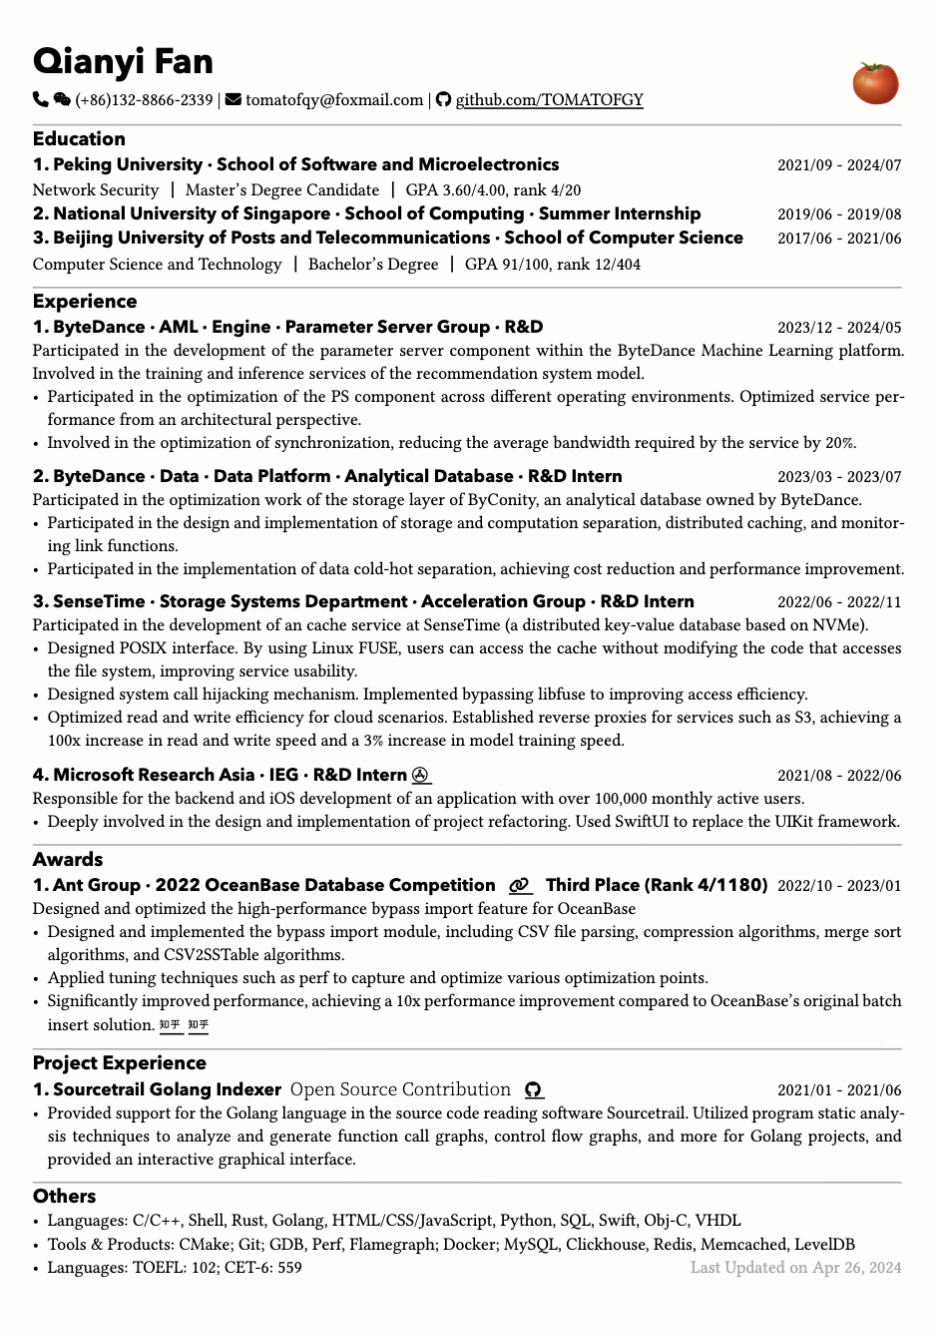 Qianyi Fan
(+86)132-8866-2339 | tomatofqy@foxmail.com | github.com/TOMATOFGY
Education
1. Peking University · School of Software and Microelectronics 2021/09 - 2024/07
Network Security | Master's Degree Candidate | GPA 3.60/4.00, rank 4/20
2. National University of Singapore · School of Computing · Summer Internship 2019/06 - 2019/08
3. Beijing University of Posts and Telecommunications · School of Computer Science 2017/06 - 2021/06
Computer Science and Technology | Bachelor's Degree | GPA 91/100, rank 12/404
Experience
1. ByteDance · AML · Engine · Parameter Server Group · R&D 2023/12 - 2024/05
Participated in the development of the parameter server component within the ByteDance Machine Learning platform.
Involved in the training and inference services of the recommendation system model.
• Participated in the optimization of the PS component across different operating environments. Optimized service per-
formance from an architectural perspective.
• Involved in the optimization of synchronization, reducing the average bandwidth required by the service by 20%.
2. ByteDance · Data · Data Platform · Analytical Database · R&D Intern 2023/03 - 2023/07
Participated in the optimization work of the storage layer of ByConity, an analytical database owned by ByteDance.
• Participated in the design and implementation of storage and computation separation, distributed caching, and monitor-
ing link functions.
• Participated in the implementation of data cold-hot separation, achieving cost reduction and performance improvement.
3. SenseTime · Storage Systems Department · Acceleration Group · R&D Intern 2022/06 - 2022/11
Participated in the development of an cache service at SenseTime (a distributed key-value database based on NVMe).
• Designed POSIX interface. By using Linux FUSE, users can access the cache without modifying the code that accesses
the file system, improving service usability.
• Designed system call hijacking mechanism. Implemented bypassing libfuse to improving access efficiency.
• Optimized read and write efficiency for cloud scenarios. Established reverse proxies for services such as S3, achieving a
100x increase in read and write speed and a 3% increase in model training speed.
4. Microsoft Research Asia · IEG · R&D Intern 2021/08 - 2022/06
Responsible for the backend and iOS development of an application with over 100,000 monthly active users.
• Deeply involved in the design and implementation of project refactoring. Used SwiftUI to replace the UIKit framework.
Awards
1. Ant Group · 2022 OceanBase Database Competition Third Place (Rank 4/1180) 2022/10 - 2023/01
Designed and optimized the high-performance bypass import feature for OceanBase
• Designed and implemented the bypass import module, including CSV file parsing, compression algorithms, merge sort
algorithms, and CSV2SSTable algorithms.
• Applied tuning techniques such as perf to capture and optimize various optimization points.
• Significantly improved performance, achieving a 10x performance improvement compared to OceanBase's original batch
insert solution. 知乎 知乎
Project Experience
1. Sourcetrail Golang Indexer Open Source Contribution 2021/01 - 2021/06
• Provided support for the Golang language in the source code reading software Sourcetrail. Utilized program static analy-
sis techniques to analyze and generate function call graphs, control flow graphs, and more for Golang projects, and
provided an interactive graphical interface.
Others
• Languages: C/C++, Shell, Rust, Golang, HTML/CSS/JavaScript, Python, SQL, Swift, Obj-C, VHDL
• Tools & Products: CMake; Git; GDB, Perf, Flamegraph; Docker; MySQL, Clickhouse, Redis, Memcached, LevelDB
• Languages: TOEFL: 102; CET-6: 559 Last Updated on Apr 26, 2024